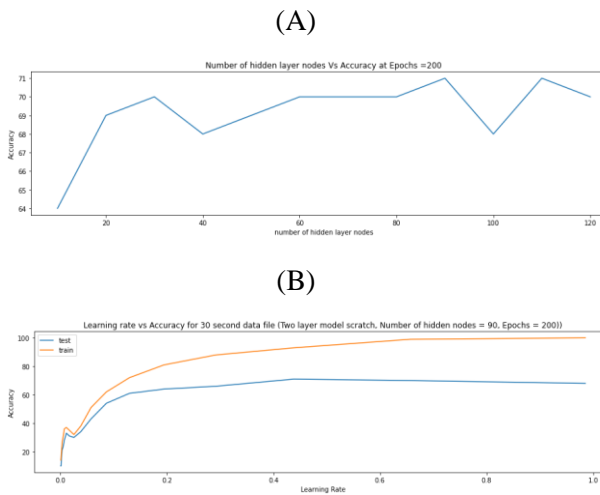 (A)
Number of hidden layer nodes Vs Accuracy at Epochs =200
71
70
69
68
67
66
65
64
Accuracy
20 40 60 80 100 120
number of hidden layer nodes
(B)
Learning rate vs Accuracy for 30 second data file (Two layer model scratch, Number of hidden nodes = 90, Epochs = 200))
test
train
100
80
60
40
20
Accuracy
0.0 0.2 0.4 0.6 0.8 1.0
Learning Rate